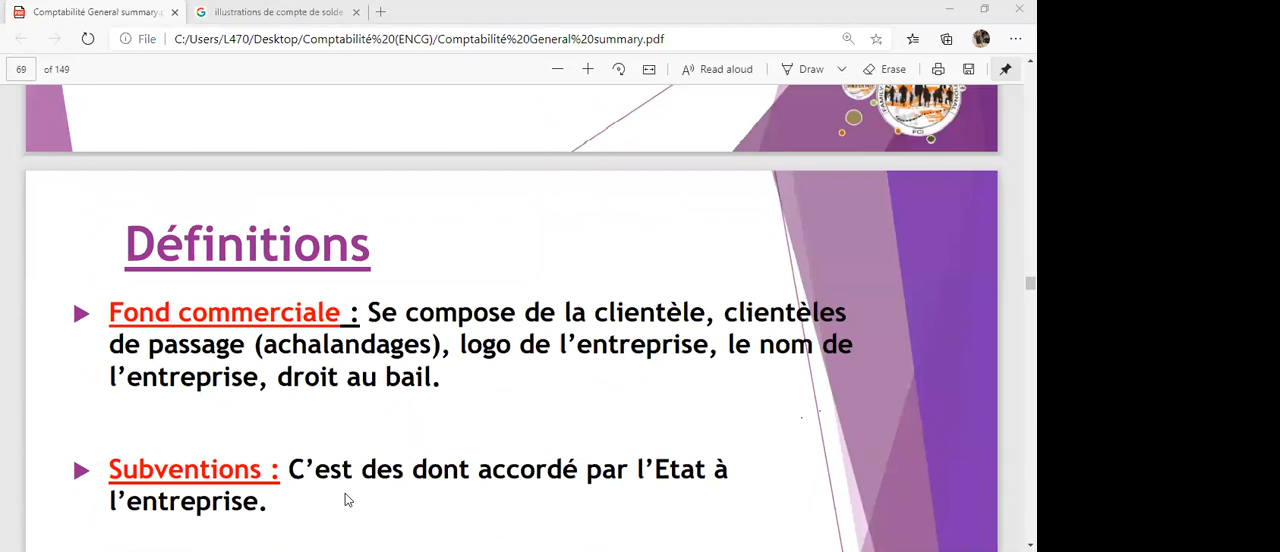 Comptabilité General summary.p
illustrations de compte de solde
File
C:/Users/L470/Desktop/Comptabilité%20(ENCG)/Comptabilité%20General%20summary.pdf
69 of 149
Read aloud
Draw
Erase
FCI
Définitions
Fond commerciale : Se compose de la clientèle, clientèles
de passage (achalandages), logo de l’entreprise, le nom de
l’entreprise, droit au bail.
Subventions : C’est des dont accordé par l’Etat à
l’entreprise.